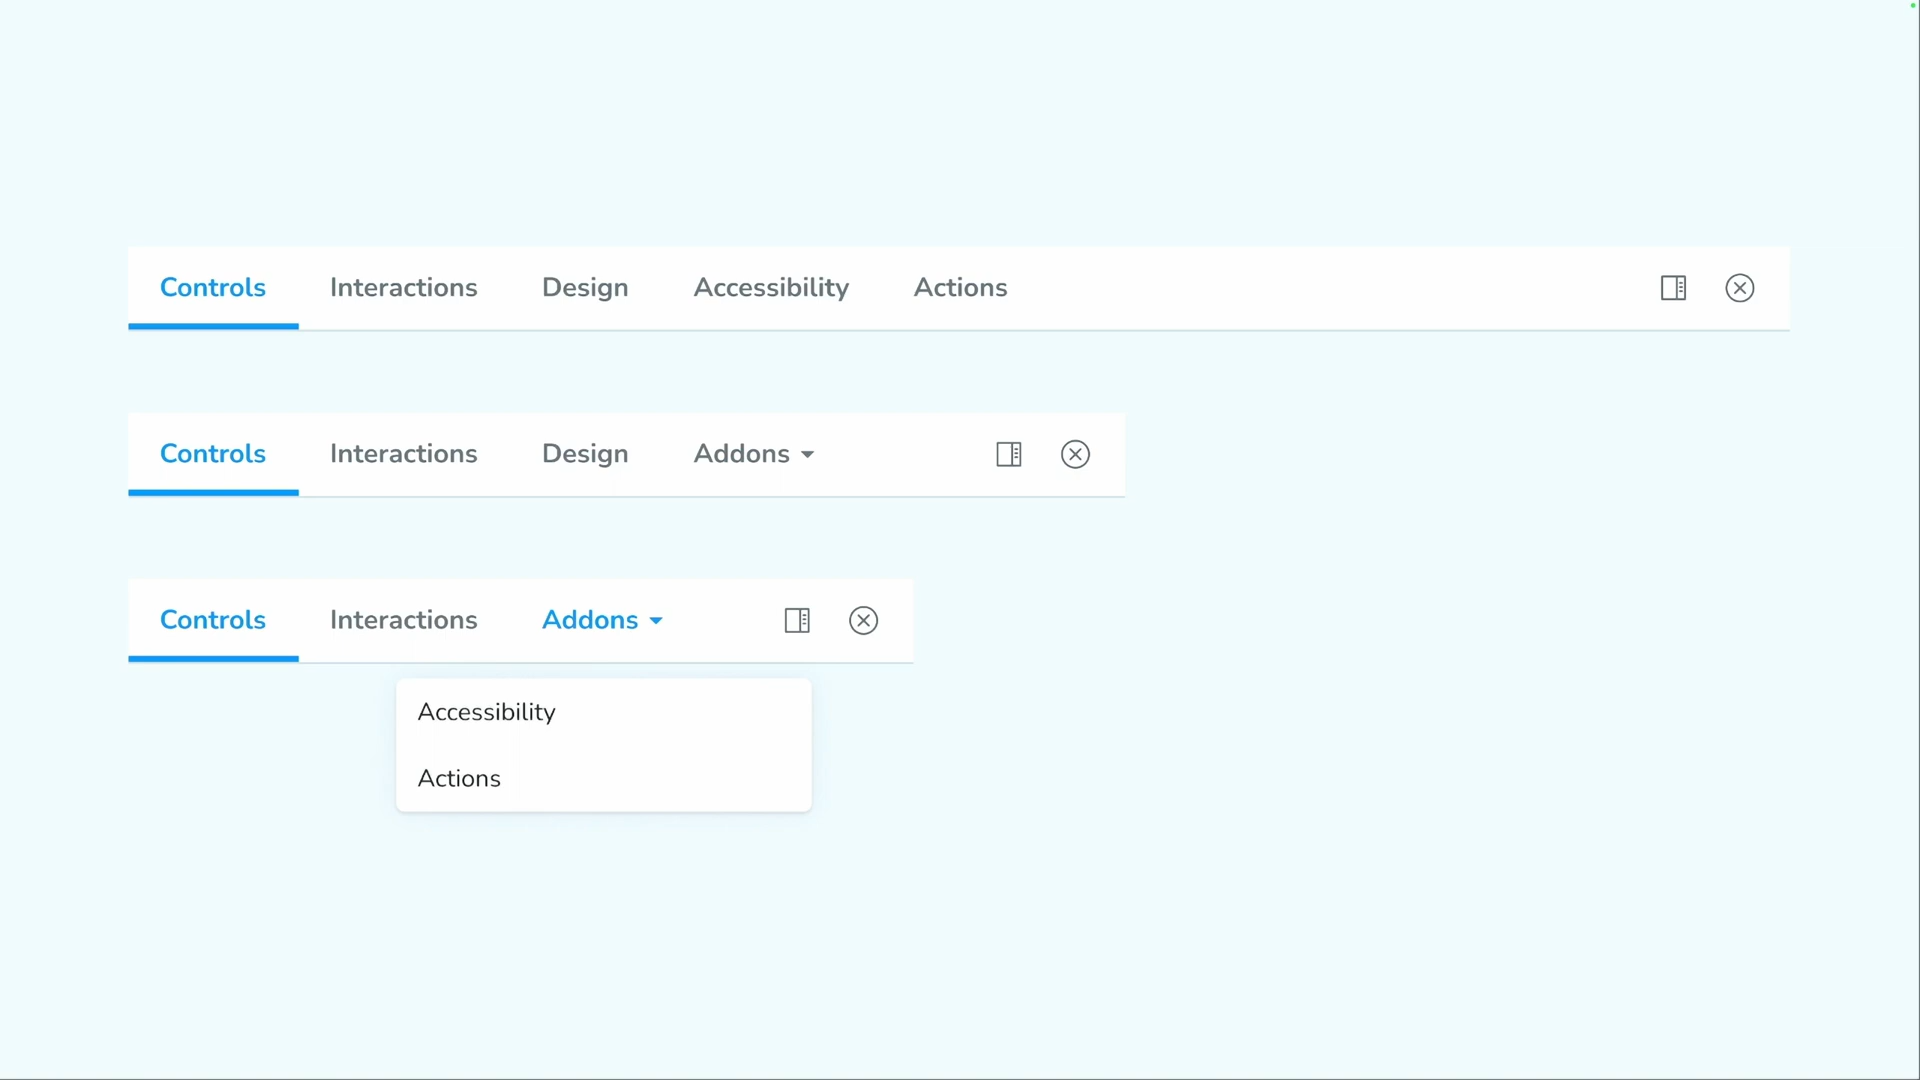 Controls Interactions Design Accessibility Actions
Controls Interactions Design Addons
Controls Interactions Addons
Accessibility
Actions